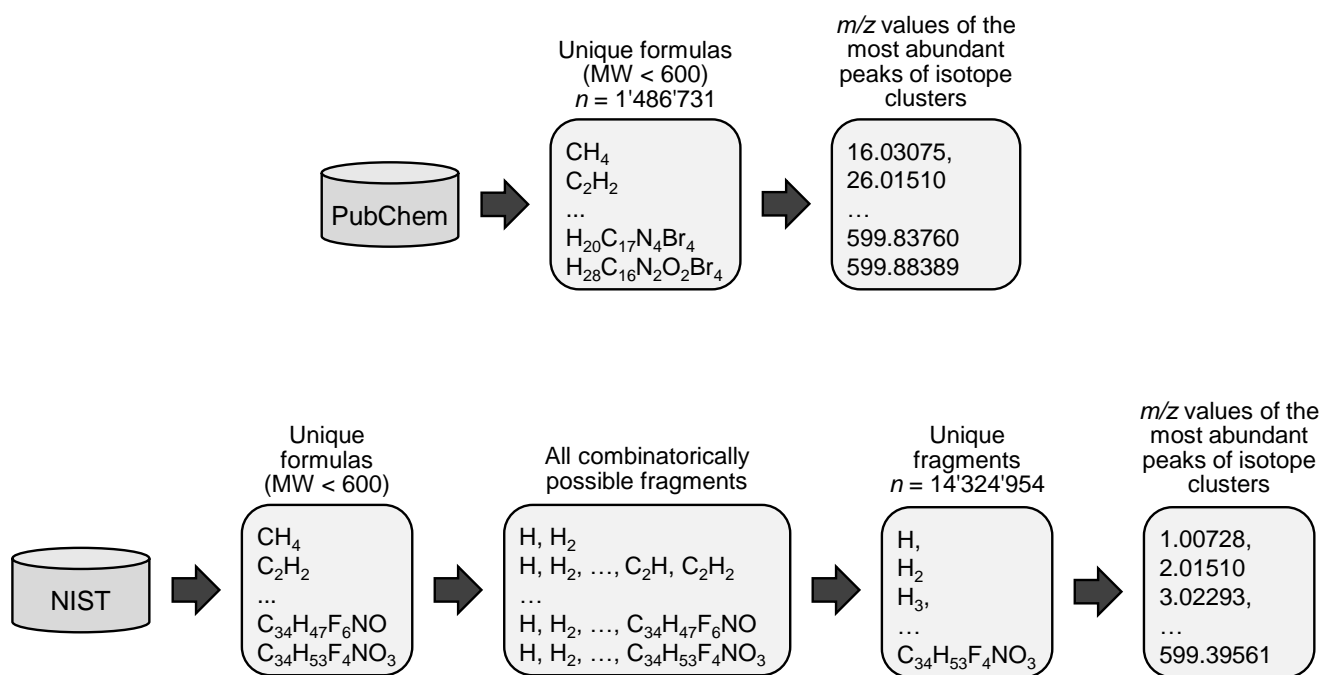 Unique formulas
(MW < 600)
n = 1'486'731
m/z values of the
most abundant
peaks of isotope
clusters
PubChem
CH₄
C₂H₂
...
H₂₀C₁₇N₄Br₄
H₂₈C₁₆N₂O₂Br₄
16.03075,
26.01510
…
599.83760
599.88389
Unique
formulas
(MW < 600)
All combinatorically
possible fragments
Unique
fragments
n = 14'324'954
m/z values of the
most abundant
peaks of isotope
clusters
NIST
CH₄
C₂H₂
...
C₃₄H₄₇F₆NO
C₃₄H₅₃F₄NO₃
H, H₂
H, H₂, …, C₂H, C₂H₂
…
H, H₂, …, C₃₄H₄₇F₆NO
H, H₂, …, C₃₄H₅₃F₄NO₃
H,
H₂
H₃,
…
C₃₄H₅₃F₄NO₃
1.00728,
2.01510
3.02293,
…
599.39561